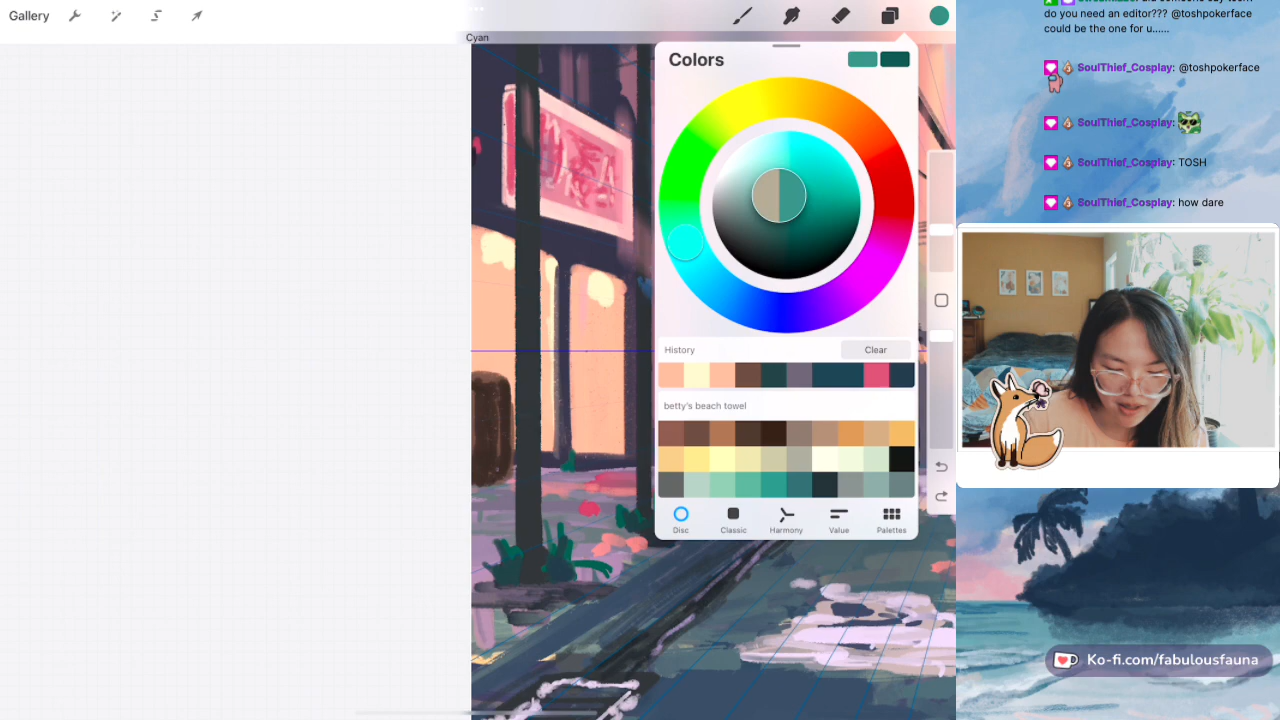 Gallery
Cyan
Colors
History
Clear
betty's beach towel
Disc
Classic
Harmony
Value
Palettes
do you need an editor??? @toshpokerface
could be the one for u......
SoulThief_Cosplay: @toshpokerface
SoulThief_Cosplay:
SoulThief_Cosplay: TOSH
SoulThief_Cosplay: how dare
Ko-fi.com/fabulousfauna